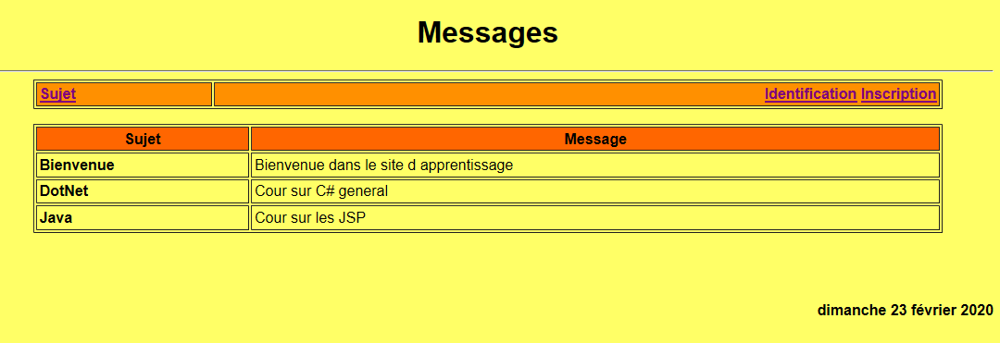 Messages
Sujet Identification Inscription
Sujet Message
Bienvenue Bienvenue dans le site d apprentissage
DotNet Cour sur C# general
Java Cour sur les JSP
dimanche 23 février 2020